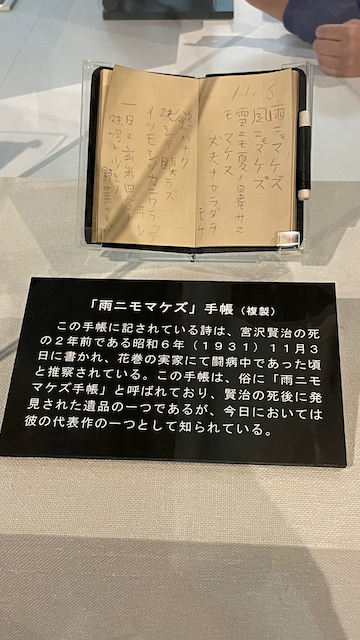 雨ニモマケズ
風ニモマケズ
雪ニモ夏ノ暑サニ
モマケズ
丈夫ナカラダヲ
モチ
慾ハナク
決シテ瞋ラズ
イツモシヅカニワラッテ
ヰル
一日ニ玄米四合ト
味噌ト少シノ
「雨ニモマケズ」手帳（複製）
この手帳に記されている詩は、宮沢賢治の死
の２年前である昭和６年（１９３１）１１月３
日に書かれ、花巻の実家にて闘病中であった頃
と推察されている。この手帳は、俗に「雨ニモ
マケズ手帳」と呼ばれており、賢治の死後に発
見された遺品の一つであるが、今日においては
彼の代表作の一つとして知られている。